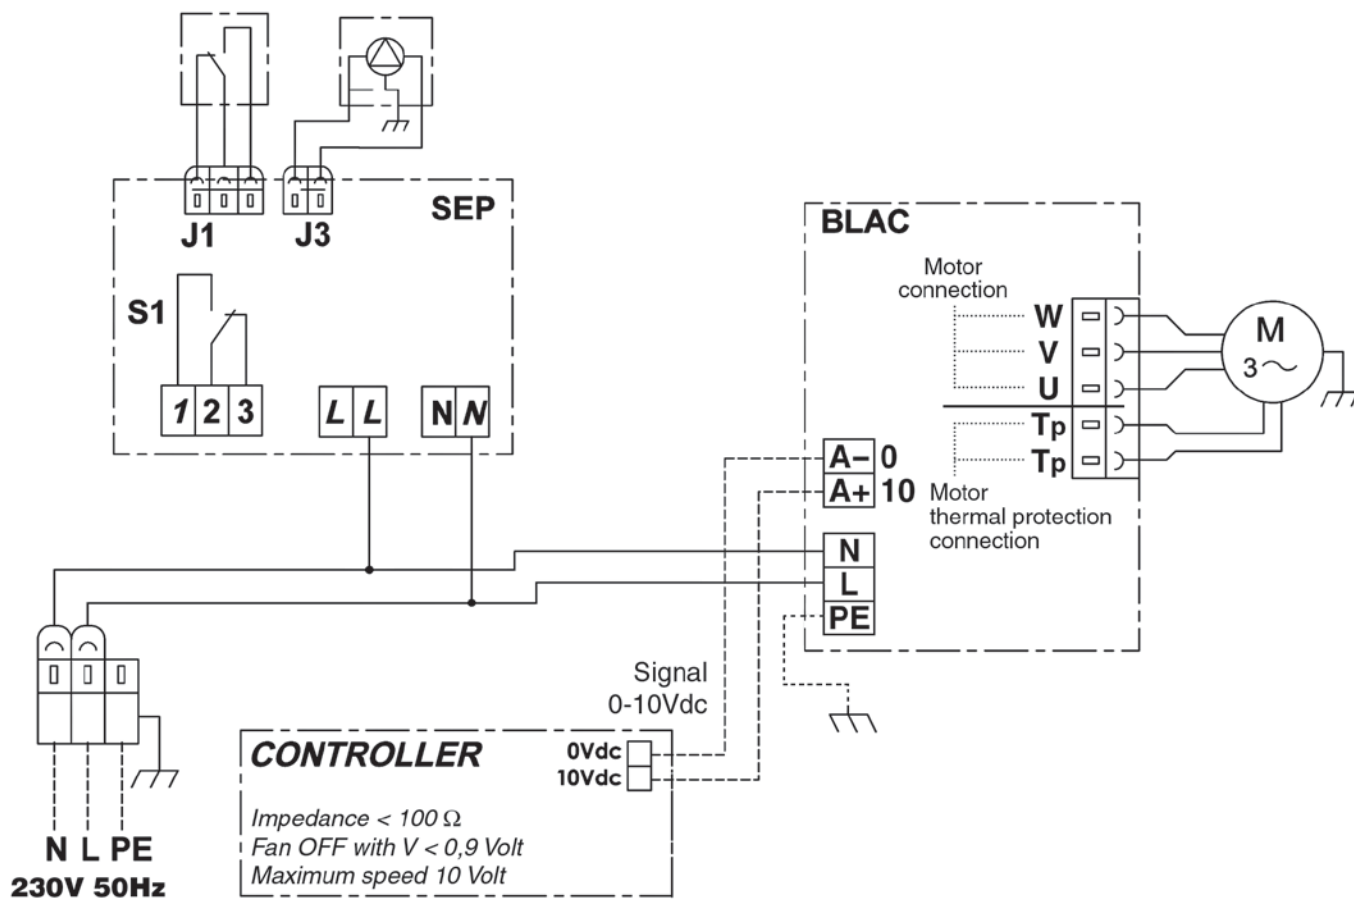 SEP
J1
J3
S1
1 2 3
L L
N N
BLAC
Motor
connection
W
V
U
Tp
Tp
M
3~
A– 0
A+ 10
Motor
thermal protection
connection
N
L
PE
Signal
0-10Vdc
CONTROLLER
0Vdc
10Vdc
Impedance < 100 Ω
Fan OFF with V < 0,9 Volt
Maximum speed 10 Volt
N L PE
230V 50Hz